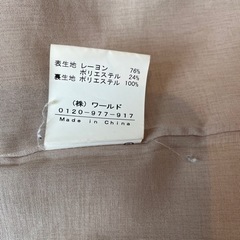 表生地 レーヨン 76%
ポリエステル 24%
裏生地 ポリエステル 100%
(株) ワールド
0120-977-917
Made in China